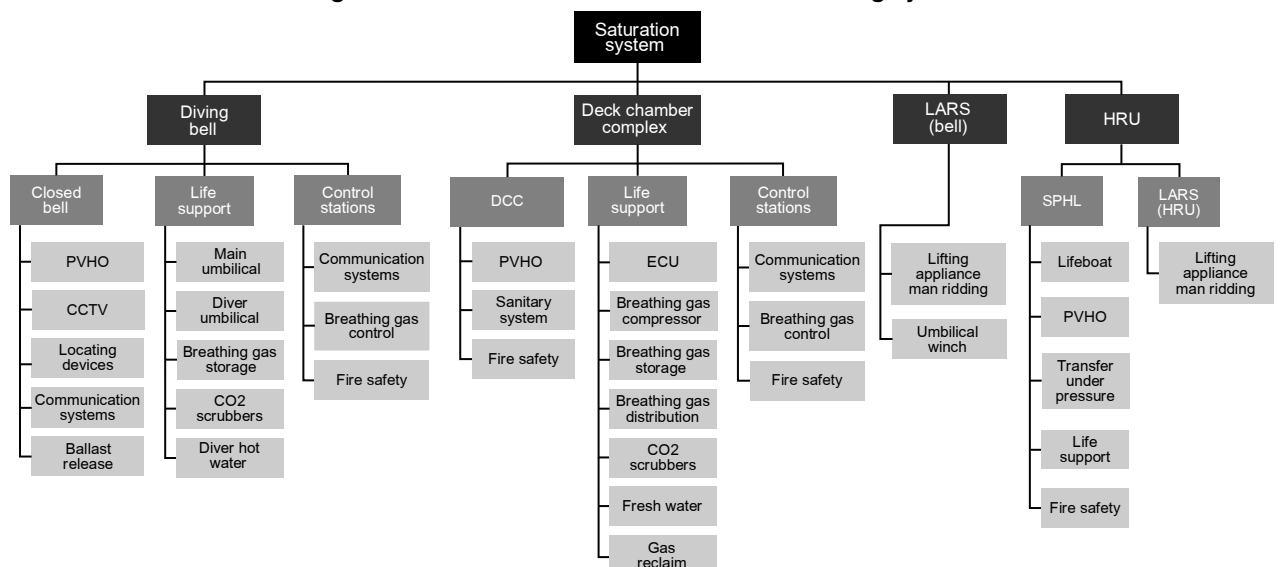 Saturation
system
Diving
bell
Deck chamber
complex
LARS
(bell)
HRU
Closed
bell
Life
support
Control
stations
DCC
Life
support
Control
stations
SPHL
LARS
(HRU)
PVHO
CCTV
Locating
devices
Communication
systems
Ballast
release
Main
umbilical
Diver
umbilical
Breathing gas
storage
CO2
scrubbers
Diver hot
water
Communication
systems
Breathing gas
control
Fire safety
PVHO
Sanitary
system
Fire safety
ECU
Breathing gas
compressor
Breathing gas
storage
Breathing gas
distribution
CO2
scrubbers
Fresh water
Gas
reclaim
Communication
systems
Breathing gas
control
Fire safety
Lifting
appliance
man ridding
Umbilical
winch
Lifeboat
PVHO
Transfer
under
pressure
Life
support
Fire safety
Lifting
appliance
man ridding